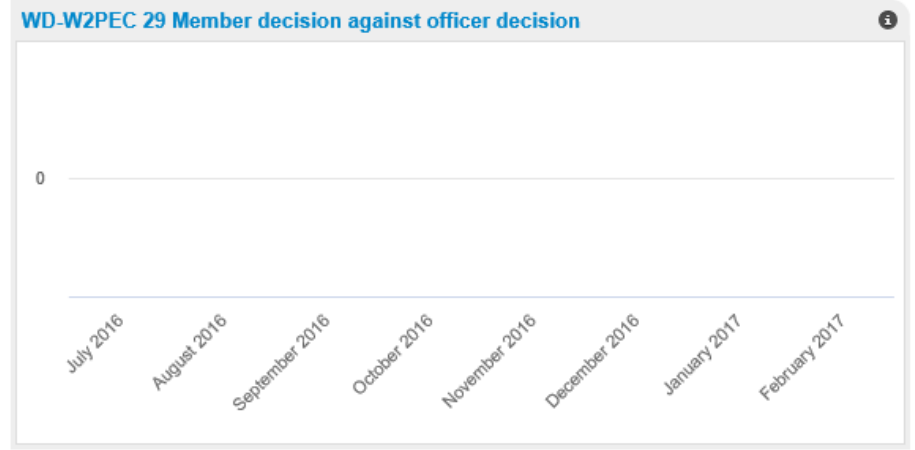 WD-W2PEC 29 Member decision against officer decision
0
July 2016
August 2016
September 2016
October 2016
November 2016
December 2016
January 2017
February 2017